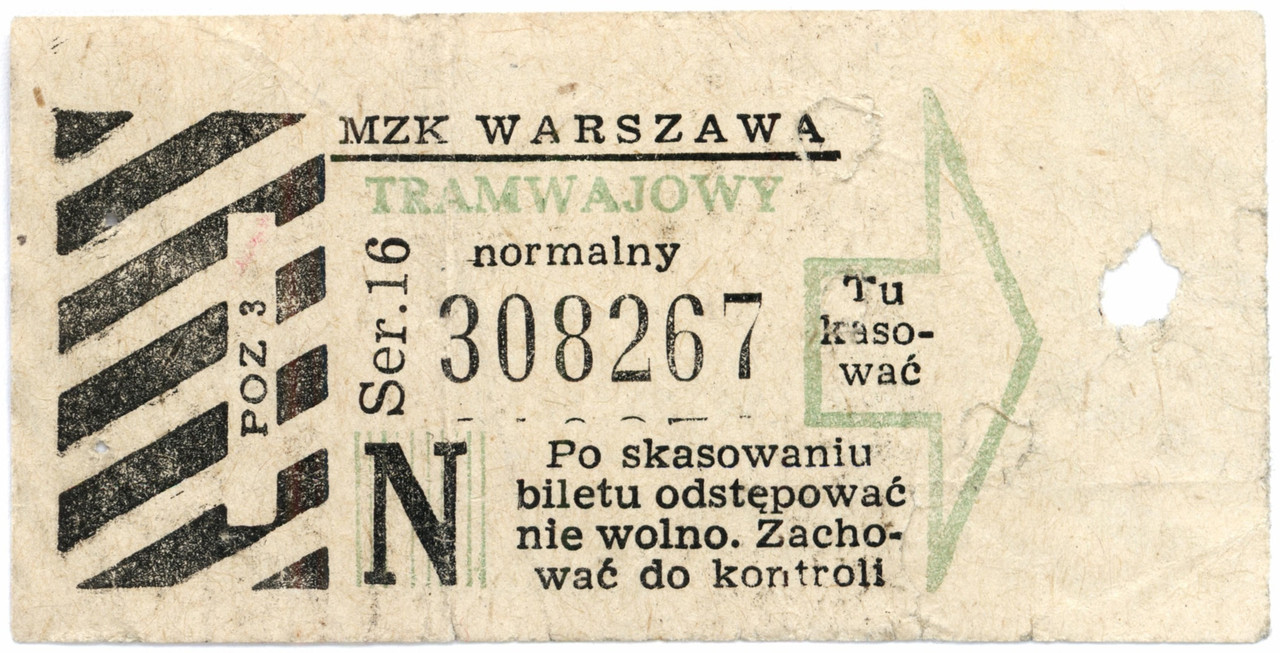 MZK WARSZAWA
TRAMWAJOWY
normalny
Ser.16
308267
POZ 3
Tu
kaso-
wać
N
Po skasowaniu
biletu odstępować
nie wolno. Zacho-
wać do kontroli